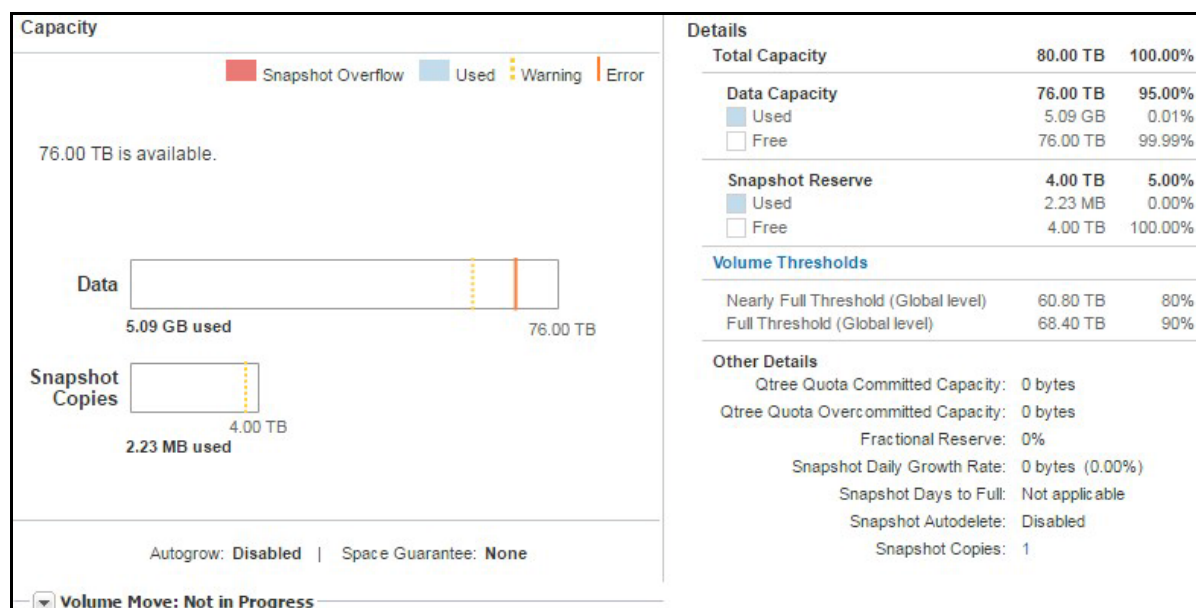 Capacity
Snapshot Overflow Used Warning Error
76.00 TB is available.
Data
5.09 GB used
76.00 TB
Snapshot
Copies
4.00 TB
2.23 MB used
Autogrow: Disabled | Space Guarantee: None
Volume Move: Not in Progress
Details
Total Capacity 80.00 TB 100.00%
Data Capacity 76.00 TB 95.00%
Used 5.09 GB 0.01%
Free 76.00 TB 99.99%
Snapshot Reserve 4.00 TB 5.00%
Used 2.23 MB 0.00%
Free 4.00 TB 100.00%
Volume Thresholds
Nearly Full Threshold (Global level) 60.80 TB 80%
Full Threshold (Global level) 68.40 TB 90%
Other Details
Qtree Quota Committed Capacity: 0 bytes
Qtree Quota Overcommitted Capacity: 0 bytes
Fractional Reserve: 0%
Snapshot Daily Growth Rate: 0 bytes (0.00%)
Snapshot Days to Full: Not applicable
Snapshot Autodelete: Disabled
Snapshot Copies: 1